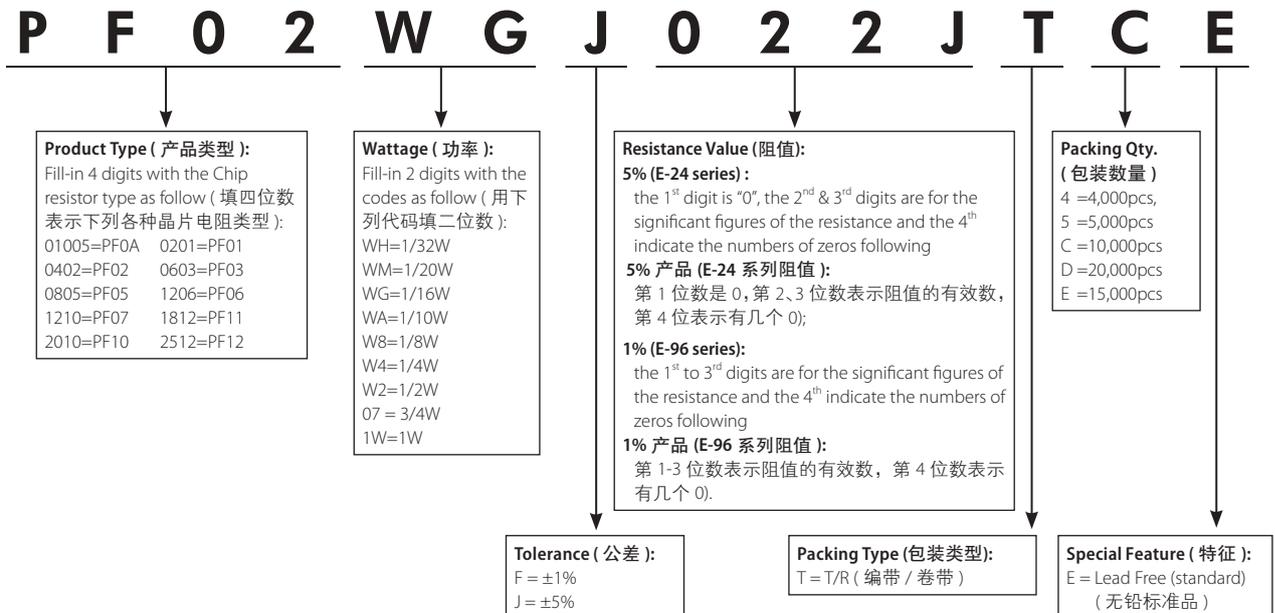 P F 0 2 W G J 0 2 2 J T C E
Product Type ( 产品类型 ):
Fill-in 4 digits with the Chip
resistor type as follow ( 填四位数
表示下列各种晶片电阻类型 ):
01005=PF0A 0201=PF01
0402=PF02 0603=PF03
0805=PF05 1206=PF06
1210=PF07 1812=PF11
2010=PF10 2512=PF12
Wattage ( 功率 ):
Fill-in 2 digits with the
codes as follow ( 用下
列代码填二位数 ):
WH=1/32W
WM=1/20W
WG=1/16W
WA=1/10W
W8=1/8W
W4=1/4W
W2=1/2W
07 = 3/4W
1W=1W
Resistance Value (阻值):
5% (E-24 series) :
the 1st digit is “0”, the 2nd & 3rd digits are for the
significant figures of the resistance and the 4th
indicate the numbers of zeros following
5% 产品 (E-24 系列阻值 ):
第 1 位数是 0，第 2、3 位数表示阻值的有效数，
第 4 位表示有几个 0);
1% (E-96 series):
the 1st to 3rd digits are for the significant figures of
the resistance and the 4th indicate the numbers of
zeros following
1% 产品 (E-96 系列阻值 ):
第 1-3 位数表示阻值的有效数，第 4 位数表示
有几个 0).
Packing Qty.
( 包装数量 )
4 =4,000pcs,
5 =5,000pcs
C =10,000pcs
D =20,000pcs
E =15,000pcs
Tolerance ( 公差 ):
F = ±1%
J = ±5%
Packing Type (包装类型):
T = T/R ( 编带 / 卷带 )
Special Feature ( 特征 ):
E = Lead Free (standard)
( 无铅标准品 )